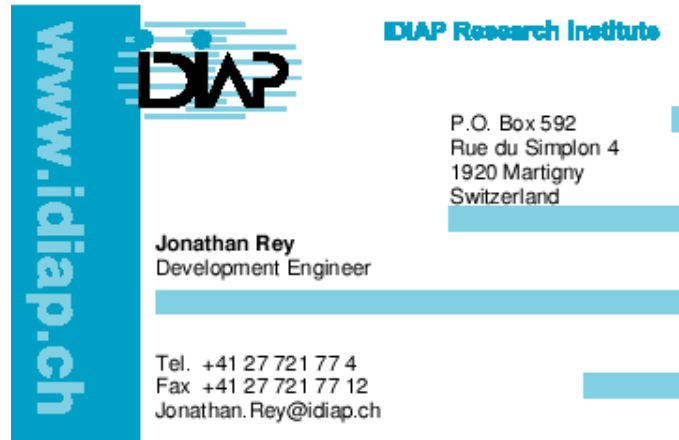 www.idiap.ch
IDIAP
IDIAP Research Institute
P.O. Box 592
Rue du Simplon 4
1920 Martigny
Switzerland
Jonathan Rey
Development Engineer
Tel. +41 27 721 77 4
Fax +41 27 721 77 12
Jonathan.Rey@idiap.ch